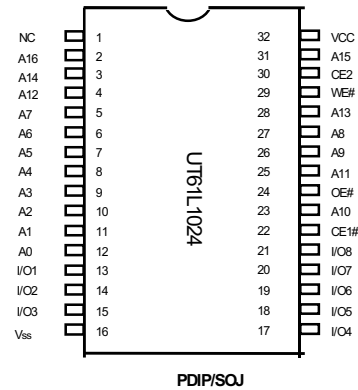 NC 1 32 VCC
A16 2 31 A15
A14 3 30 CE2
A12 4 29 WE#
A7 5 28 A13
A6 6 27 A8
A5 7 26 A9
A4 8 25 A11
A3 9 24 OE#
A2 10 23 A10
A1 11 22 CE1#
A0 12 21 I/O8
I/O1 13 20 I/O7
I/O2 14 19 I/O6
I/O3 15 18 I/O5
Vss 16 17 I/O4
UT61L1024
PDIP/SOJ